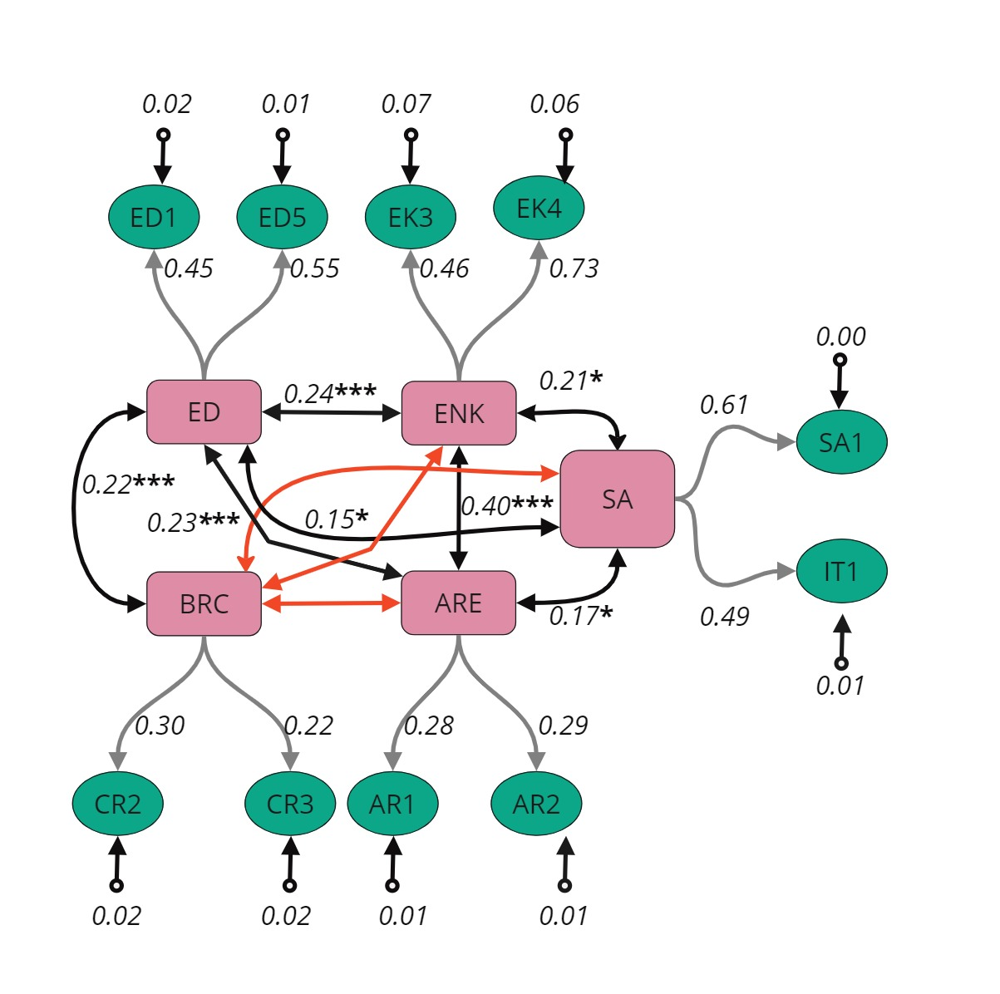 0.02 0.01 0.07 0.06
ED1 ED5 EK3 EK4
0.45 0.55 0.46 0.73
0.00
0.61
SA1
0.24*** 0.21*
ED ENK
0.22*** 0.23*** 0.15* 0.40*** SA
IT1
BRC ARE
0.17* 0.49
0.01
0.30 0.22 0.28 0.29
CR2 CR3 AR1 AR2
0.02 0.02 0.01 0.01